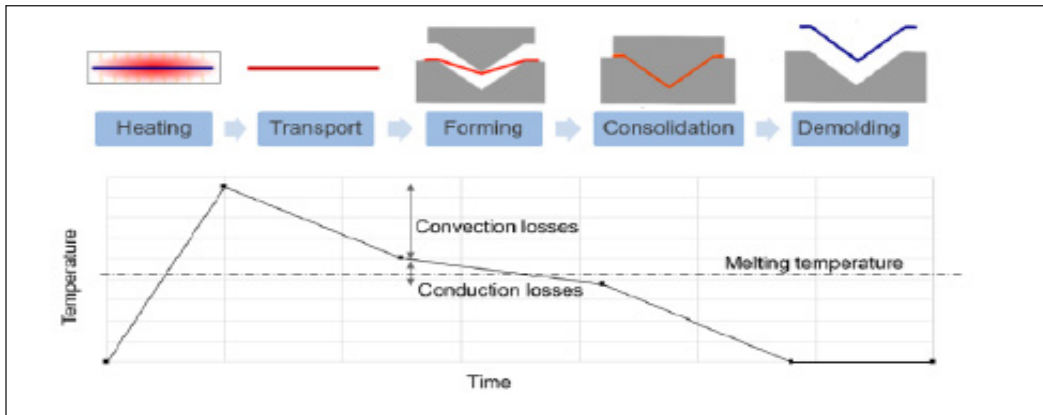 Heating
Transport
Forming
Consolidation
Demolding
Convection losses
Melting temperature
Conduction losses
Temperature
Time